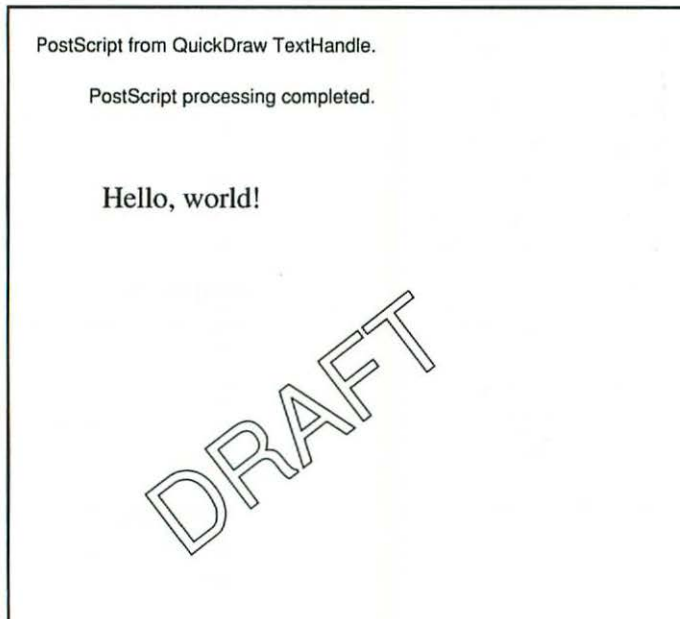 PostScript from QuickDraw TextHandle.
PostScript processing completed.
Hello, world!
DRAFT